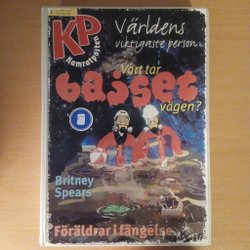 KP
Kamratposten
Världens
viktigaste person
Vart tar
basset
vägen?
Britney
Spears
Föräldrar i fängelse